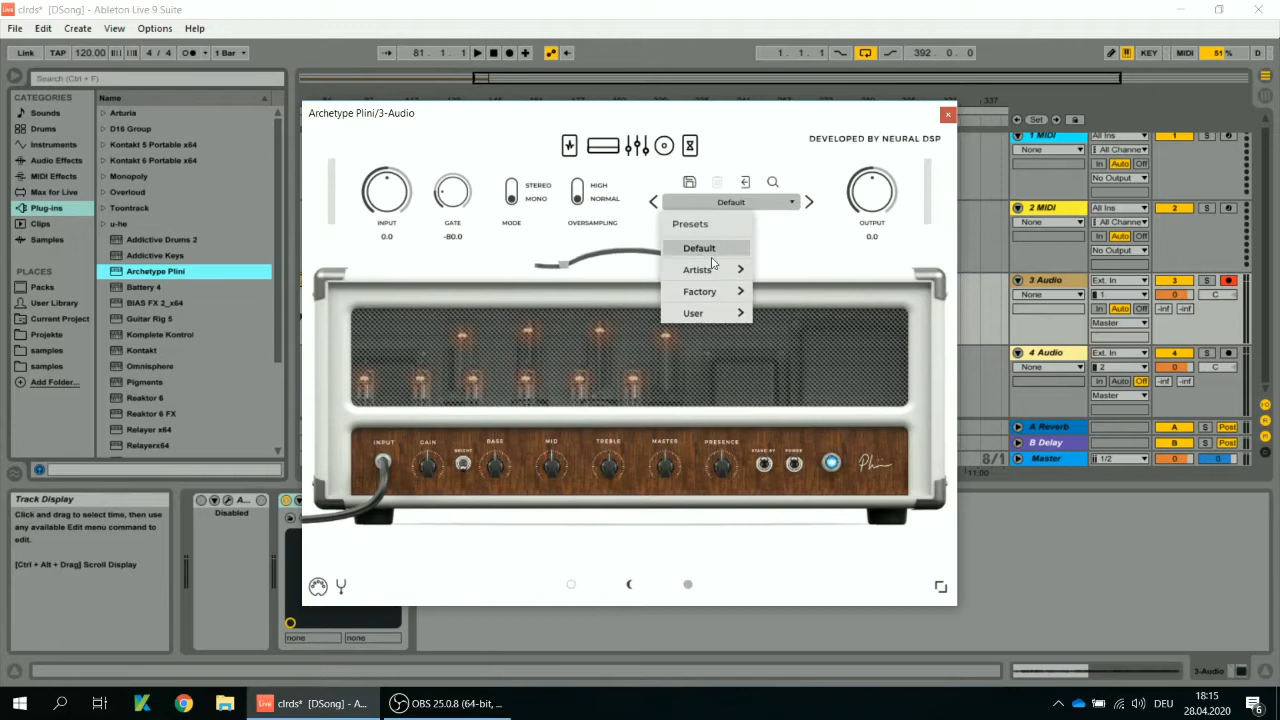 clrds* [DSong] - Ableton Live 9 Suite
File Edit Create View Options Help
Link TAP 120.00 4 / 4 1 Bar 81. 1. 1 1. 1. 1 392. 0. 0 KEY MIDI 51 % D
Search (Ctrl + F)
CATEGORIES
Sounds
Drums
Instruments
Audio Effects
MIDI Effects
Max for Live
Plug-ins
Clips
Samples
PLACES
Packs
User Library
Current Project
Projekte
samples
samples
Add Folder...
Name
Arturia
D16 Group
Kontakt 5 Portable x64
Kontakt 6 Portable x64
Monopoly
Overloud
Toontrack
u-he
Addictive Drums 2
Addictive Keys
Archetype Plini
Battery 4
BIAS FX 2_x64
Guitar Rig 5
Komplete Kontrol
Kontakt
Omnisphere
Pigments
Reaktor 6
Reaktor 6 FX
Relayer x64
Relayerx64
337
Archetype Plini/3-Audio
DEVELOPED BY NEURAL DSP
INPUT
0.0
GATE
-80.0
STEREO
MONO
MODE
HIGH
NORMAL
OVERSAMPLING
Default
OUTPUT
0.0
Presets
Default
Artists
Factory
User
INPUT GAIN BRIGHT BASS MID TREBLE MASTER PRESENCE STAND BY POWER
Plini
Set
1 MIDI All Ins 1 S
None All Channe
In Auto Off
No Output
2 MIDI All Ins 2 S
None All Channe
In Auto Off
No Output
3 Audio Ext. In 3 S
None 1 0 C
In Auto Off -inf -inf
Master
4 Audio Ext. In 4 S
None 2 0 C
In Auto Off -inf -inf
Master
A Reverb A S Post
B Delay B S Post
Master 1/2 0 0
8/1
11:00
Track Display
Click and drag to select time, then use
any available Edit menu command to
edit.
[Ctrl + Alt + Drag] Scroll Display
A...
Disabled
none none
3-Audio
clrds* [DSong] - A...
OBS 25.0.8 (64-bit, ...
DEU
18:15
28.04.2020
6